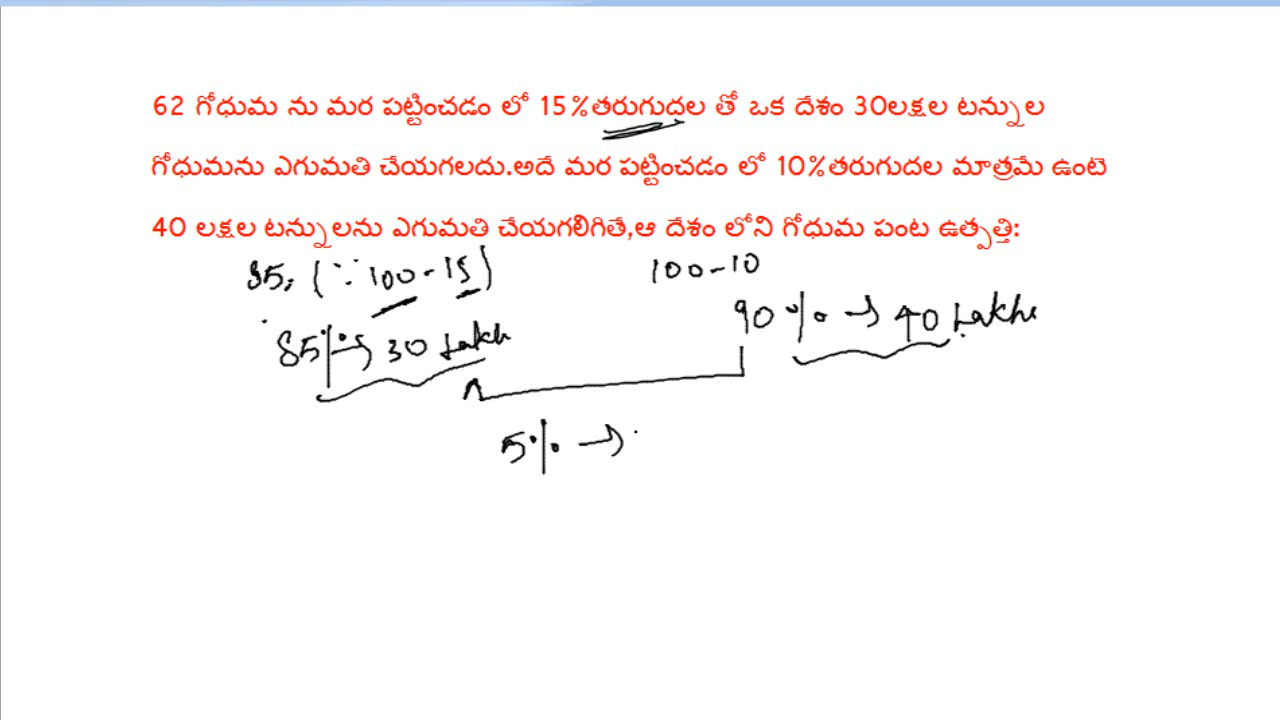 62 గోధుమ ను మర పట్టించడం లో 15%తరుగుదల తో ఒక దేశం 30లక్షల టన్నుల
గోధుమను ఎగుమతి చేయగలదు.అదే మర పట్టించడం లో 10%తరుగుదల మాత్రమే ఉంటె
40 లక్షల టన్నులను ఎగుమతి చేయగలిగితే,ఆ దేశం లోని గోధుమ పంట ఉత్పత్తి:
85, (∵ 100-15)
100-10
90% → 40 Lakhs
85% → 30 Lakh
5% →